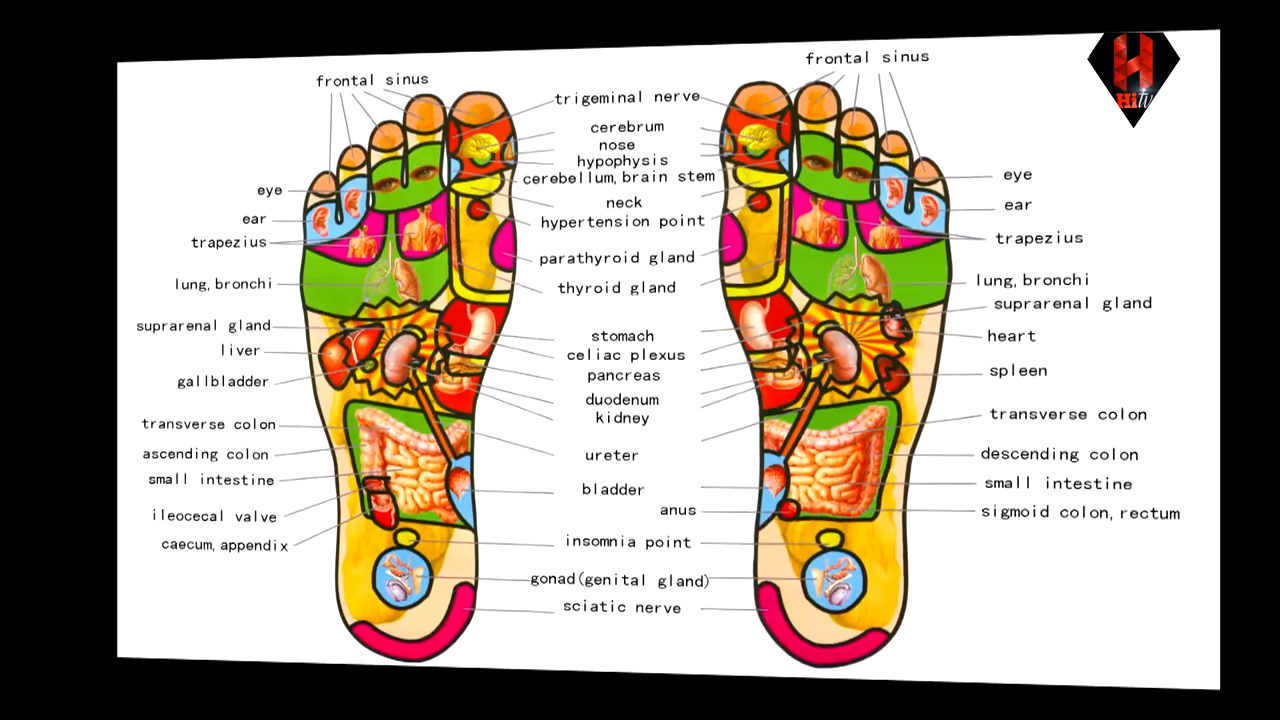 frontal sinus
eye
ear
trapezius
lung, bronchi
suprarenal gland
liver
gallbladder
transverse colon
ascending colon
small intestine
ileocecal valve
caecum, appendix
trigeminal nerve
cerebrum
nose
hypophysis
cerebellum, brain stem
neck
hypertension point
parathyroid gland
thyroid gland
stomach
celiac plexus
pancreas
duodenum
kidney
ureter
bladder
anus
insomnia point
gonad(genital gland)
sciatic nerve
frontal sinus
eye
ear
trapezius
lung, bronchi
suprarenal gland
heart
spleen
transverse colon
descending colon
small intestine
sigmoid colon, rectum
H
Hi tv